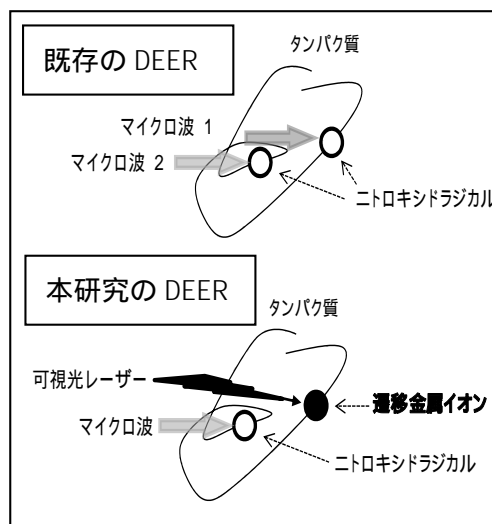 既存の DEER
タンパク質
マイクロ波 1
マイクロ波 2
ニトロキシドラジカル
本研究の DEER
タンパク質
可視光レーザー
遷移金属イオン
マイクロ波
ニトロキシドラジカル